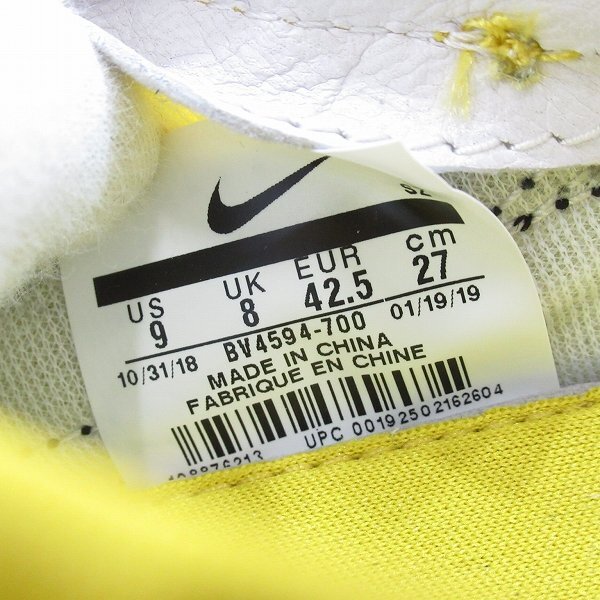 SZ
US UK EUR cm
9 8 42.5 27
10/31/18 BV4594-700 01/19/19
MADE IN CHINA
FABRIQUE EN CHINE
UPC 00192502162604